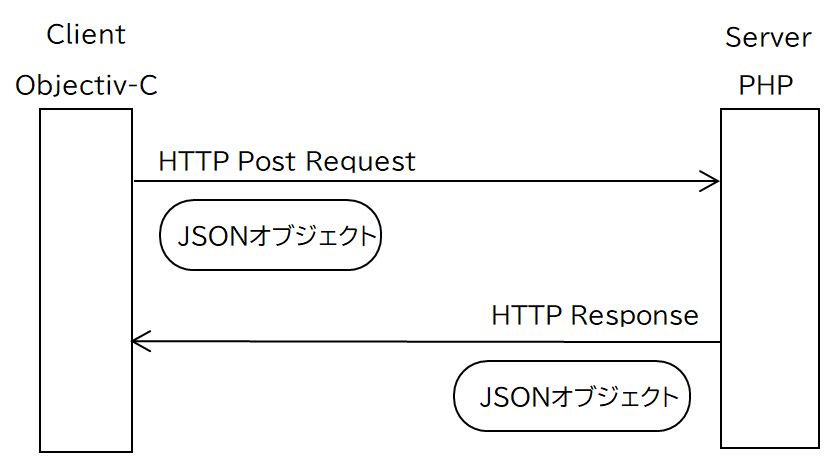 Client
Objectiv-C
Server
PHP
HTTP Post Request
JSONオブジェクト
HTTP Response
JSONオブジェクト